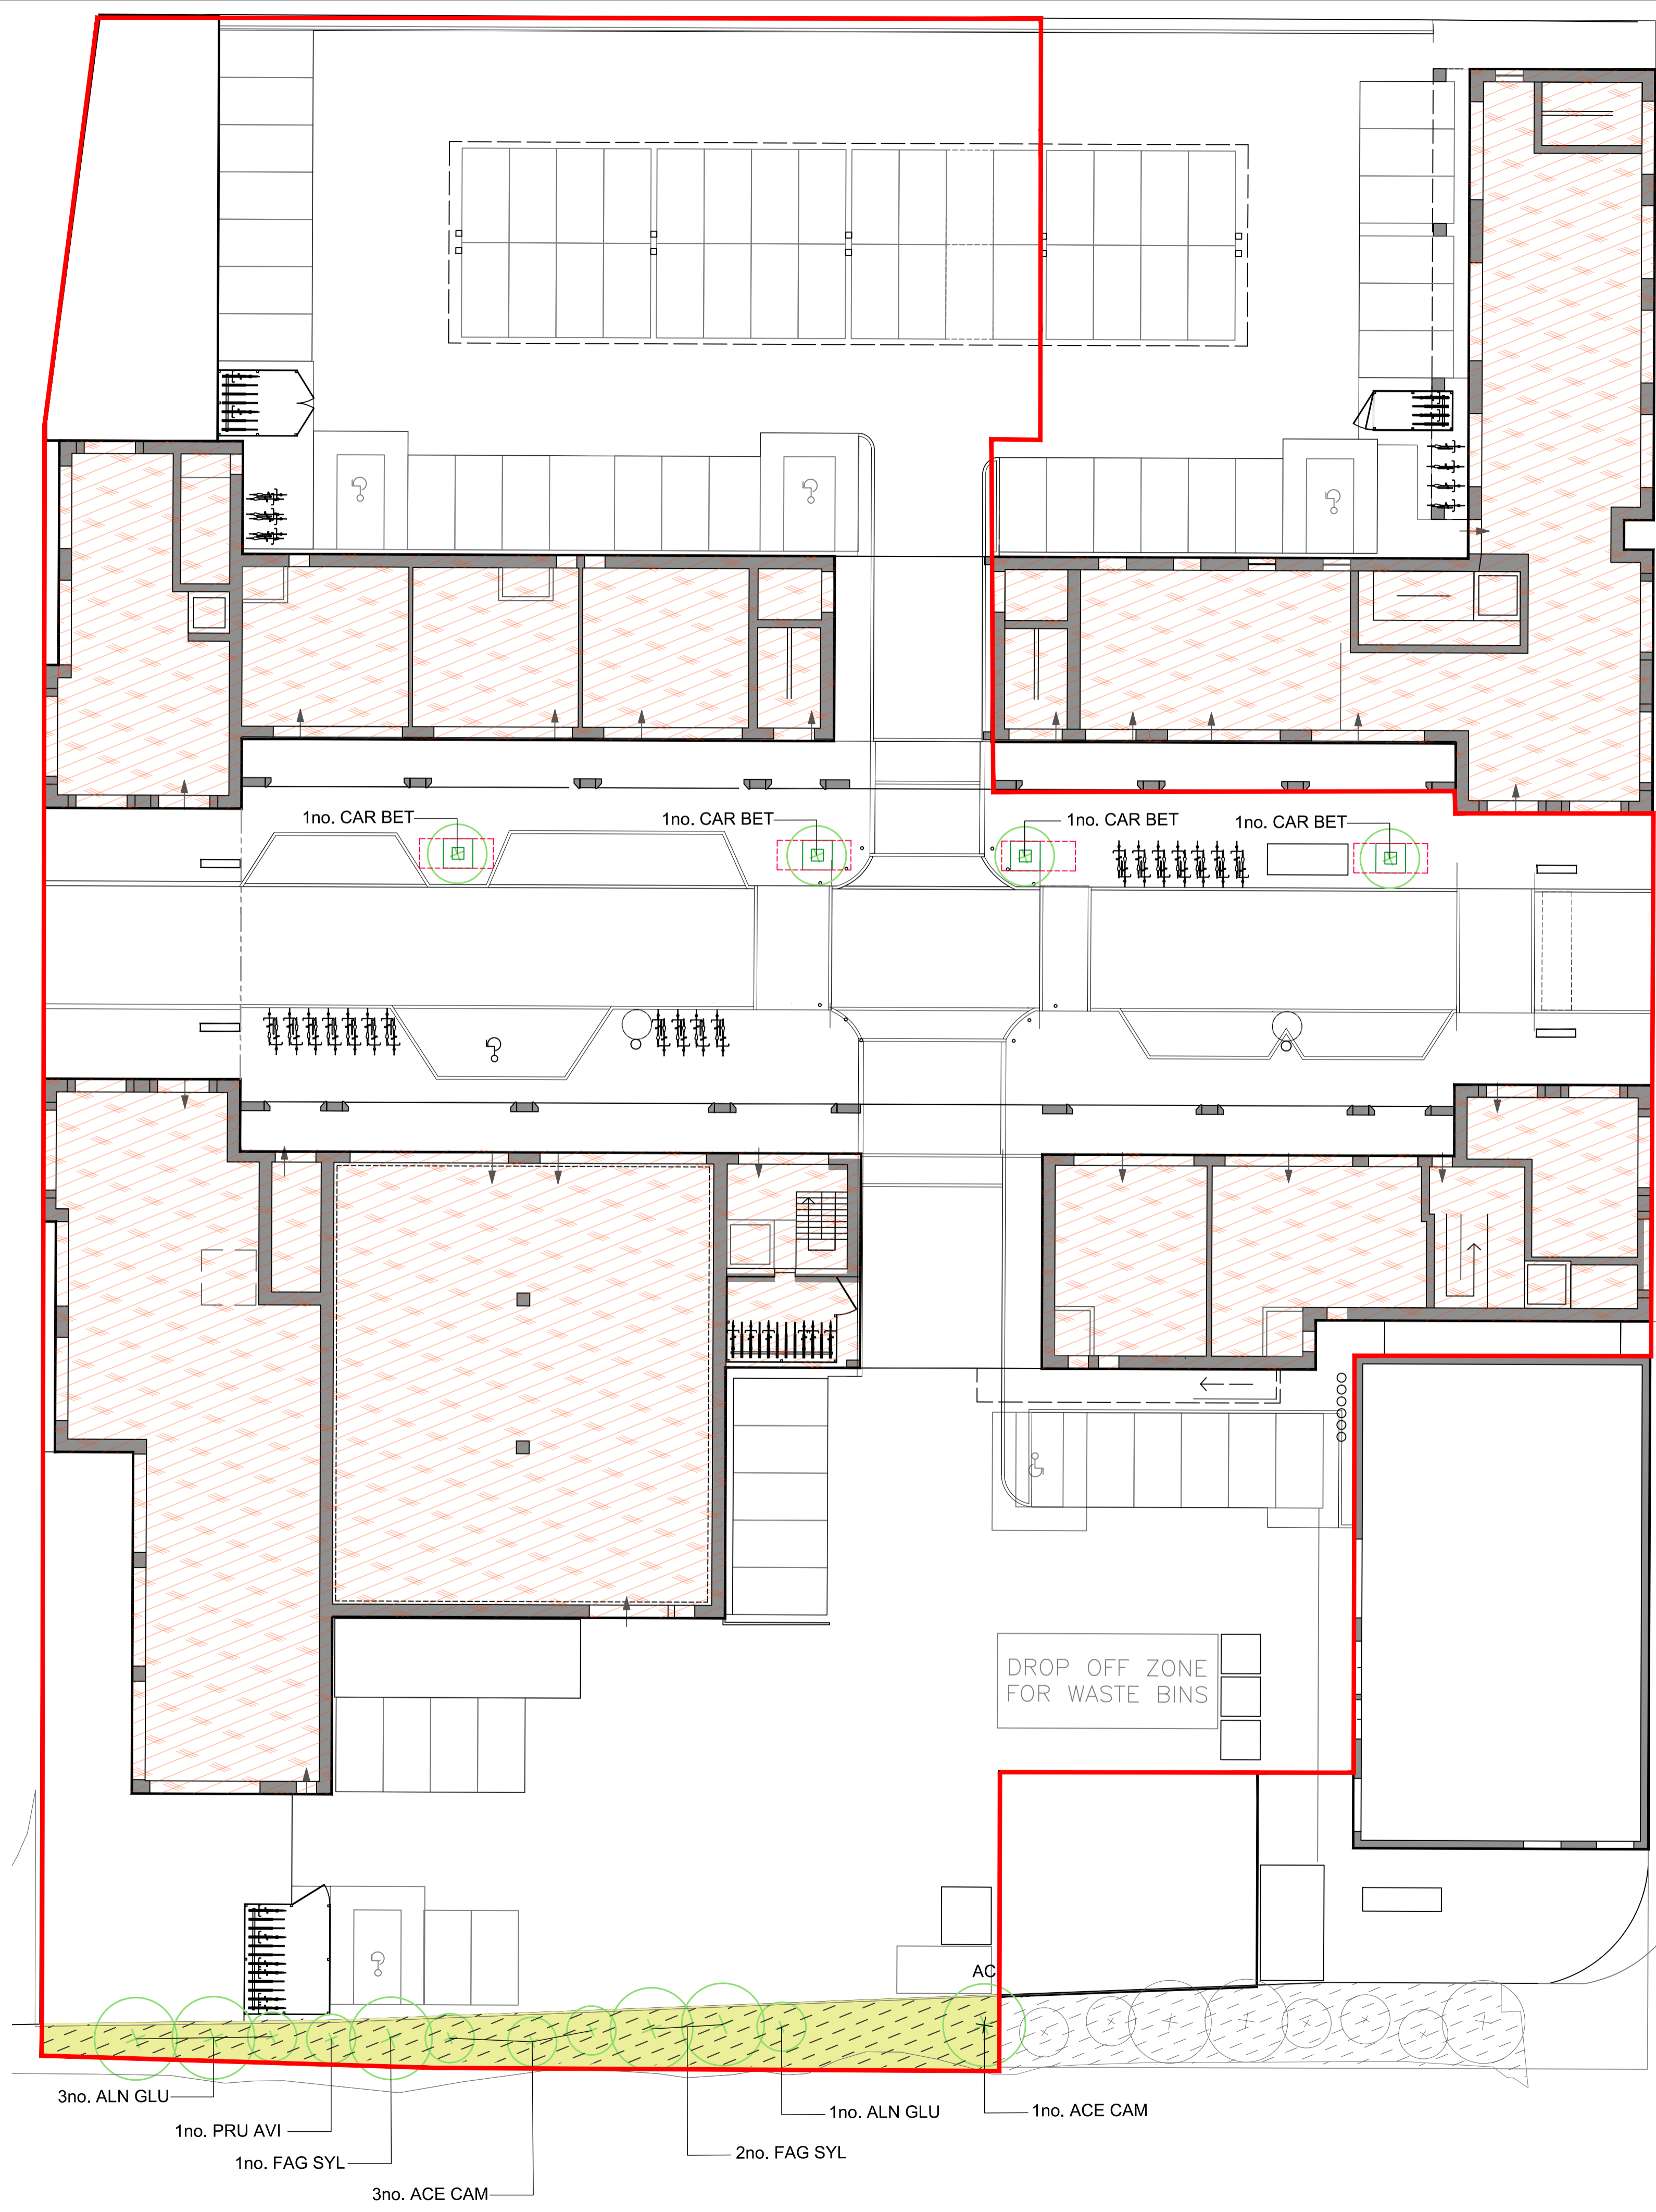 1no. CAR BET
1no. CAR BET
1no. CAR BET
1no. CAR BET
DROP OFF ZONE
FOR WASTE BINS
AC
3no. ALN GLU
1no. PRU AVI
1no. FAG SYL
3no. ACE CAM
2no. FAG SYL
1no. ALN GLU
1no. ACE CAM